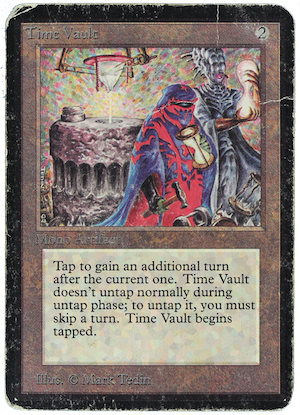 Time Vault 2
Mono Artifact
Tap to gain an additional turn
after the current one. Time Vault
doesn't untap normally during
untap phase; to untap it, you must
skip a turn. Time Vault begins
tapped.
Illus. © Mark Tedin